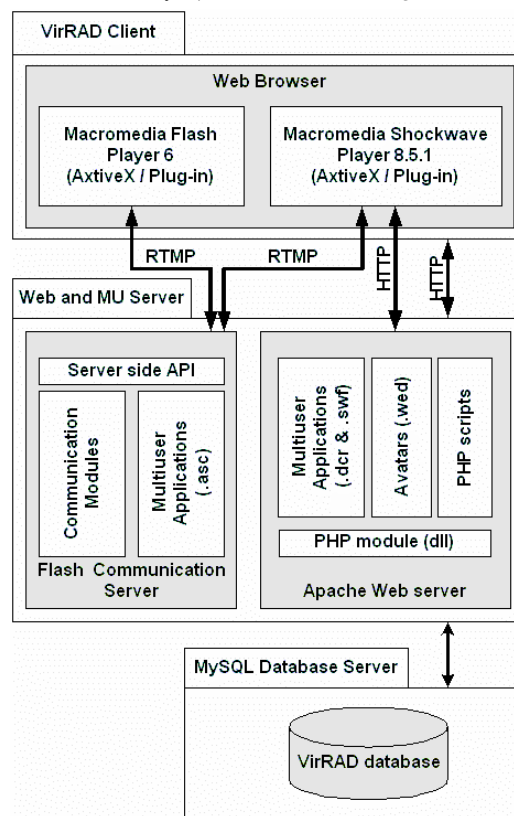 VirRAD Client
Web Browser
Macromedia Flash
Player 6
(AxtiveX / Plug-in)
Macromedia Shockwave
Player 8.5.1
(AxtiveX / Plug-in)
RTMP
RTMP
HTTP
HTTP
Web and MU Server
Server side API
Communication
Modules
Multiuser
Applications
(.asc)
Flash Communication
Server
Multiuser
Applications
(.dcr & .swf)
Avatars (.wed)
PHP scripts
PHP module (dll)
Apache Web server
MySQL Database Server
VirRAD database